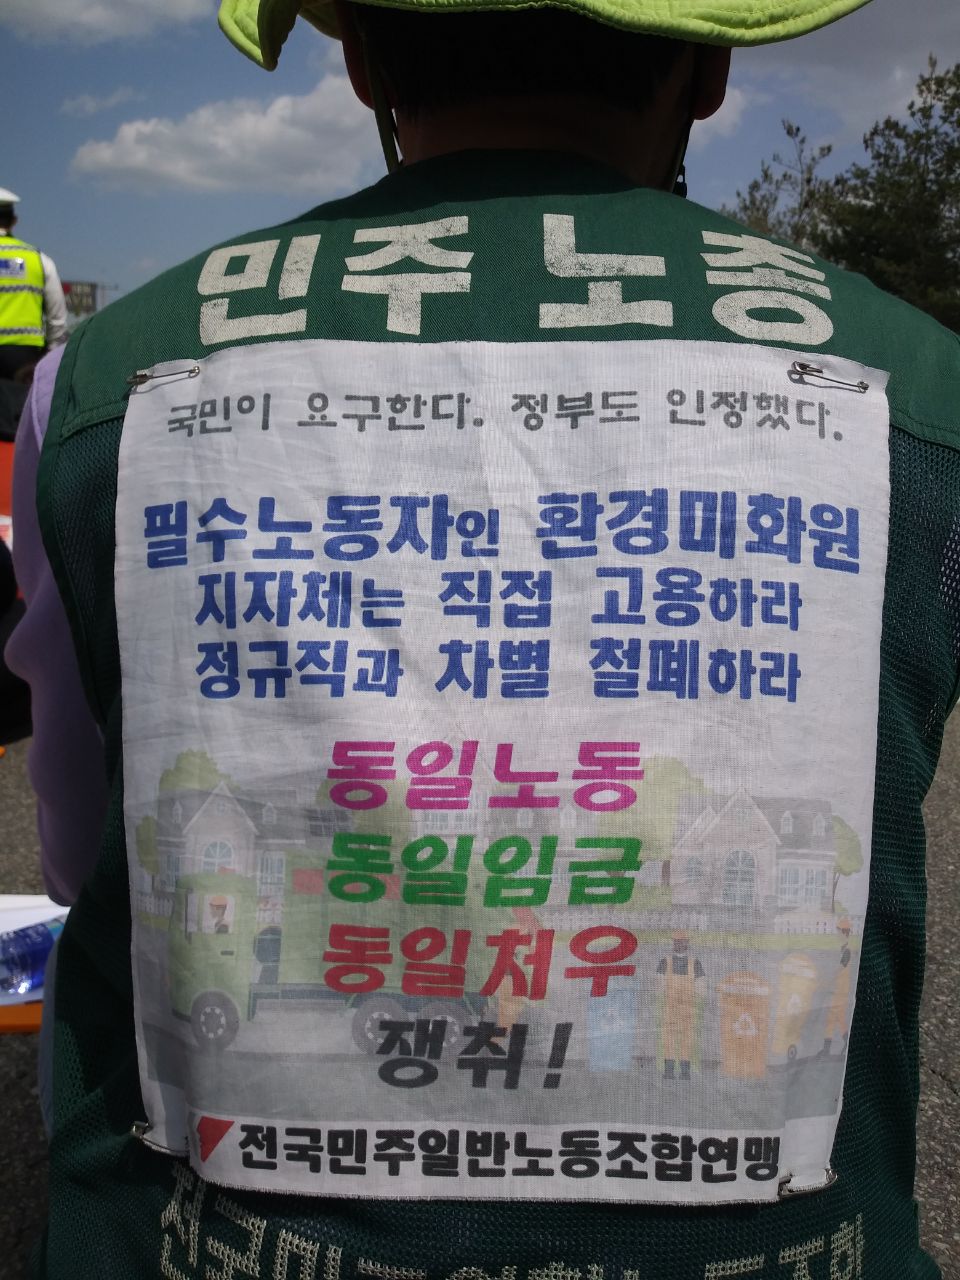 민주노총
국민이 요구한다. 정부도 인정했다.
필수노동자인 환경미화원
지자체는 직접 고용하라
정규직과 차별 철폐하라
동일노동
동일임금
동일처우
쟁취!
전국민주일반노동조합연맹